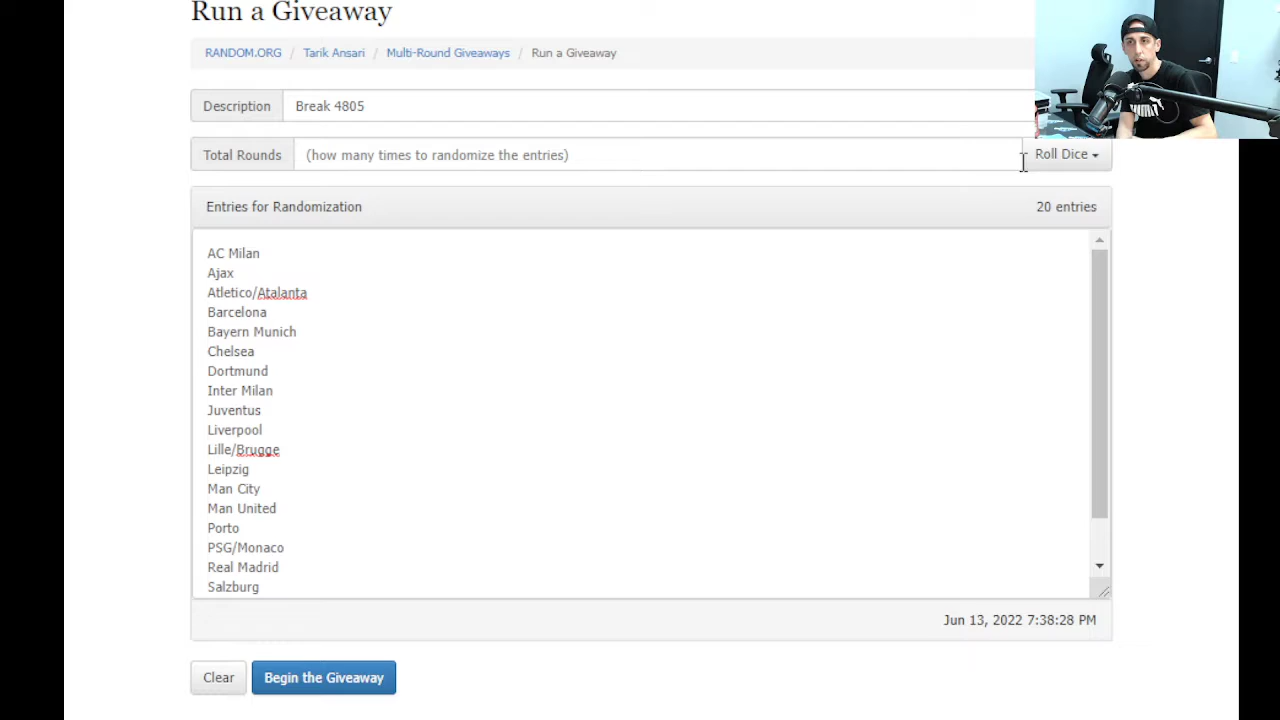 Run a Giveaway
RANDOM.ORG / Tarik Ansari / Multi-Round Giveaways / Run a Giveaway
Description Break 4805
Total Rounds (how many times to randomize the entries) Roll Dice
Entries for Randomization 20 entries
AC Milan
Ajax
Atletico/Atalanta
Barcelona
Bayern Munich
Chelsea
Dortmund
Inter Milan
Juventus
Liverpool
Lille/Brugge
Leipzig
Man City
Man United
Porto
PSG/Monaco
Real Madrid
Salzburg
Jun 13, 2022 7:38:28 PM
Clear Begin the Giveaway